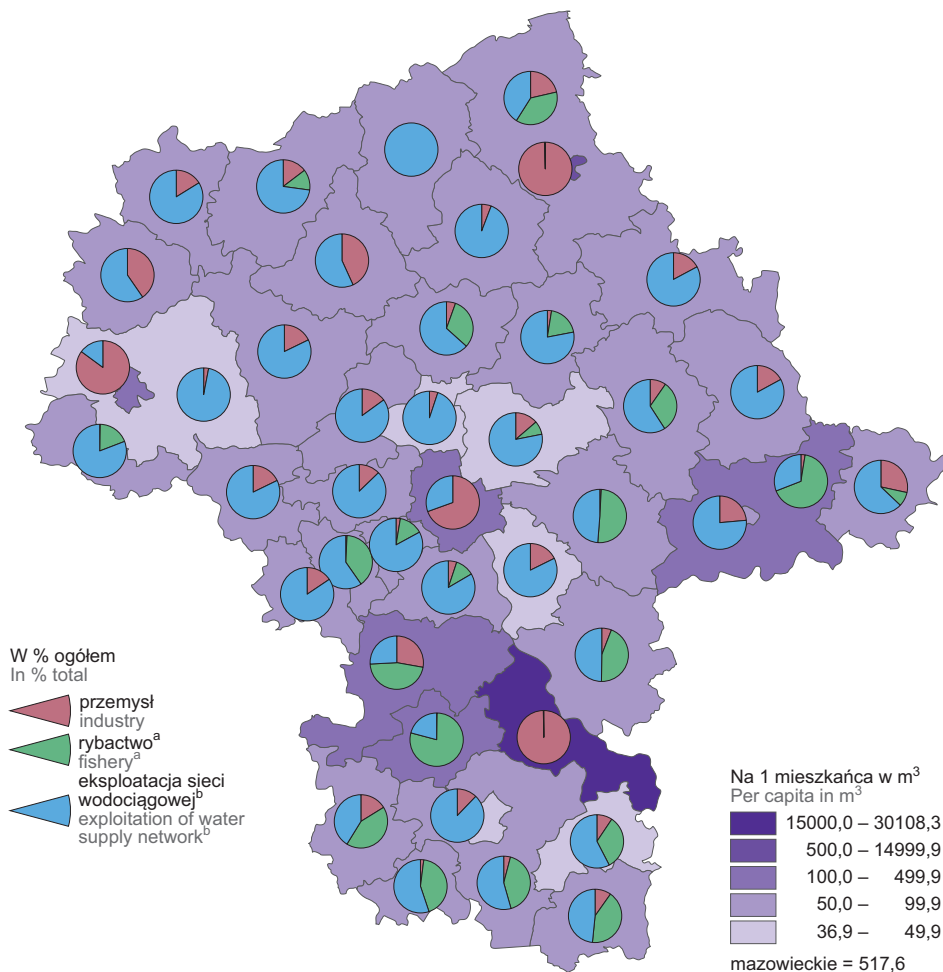 W % ogółem
In % total
przemysł
industry
rybactwoᵃ
fisheryᵃ
eksploatacja sieci
wodociągowejᵇ
exploitation of water
supply networkᵇ
Na 1 mieszkańca w m³
Per capita in m³
15000,0 – 30108,3
500,0 – 14999,9
100,0 – 499,9
50,0 – 99,9
36,9 – 49,9
mazowieckie = 517,6